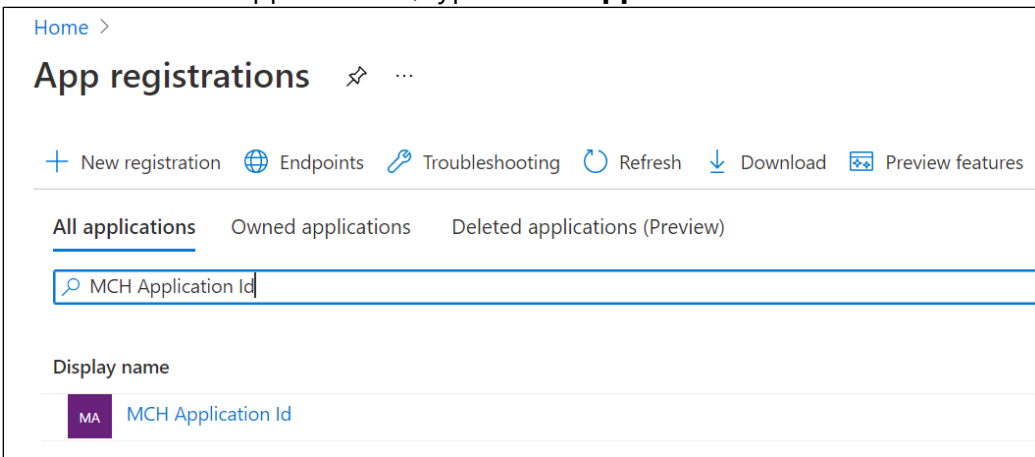 Home >
App registrations ...
New registration Endpoints Troubleshooting Refresh Download Preview features
All applications Owned applications Deleted applications (Preview)
MCH Application Id
Display name
MA MCH Application Id